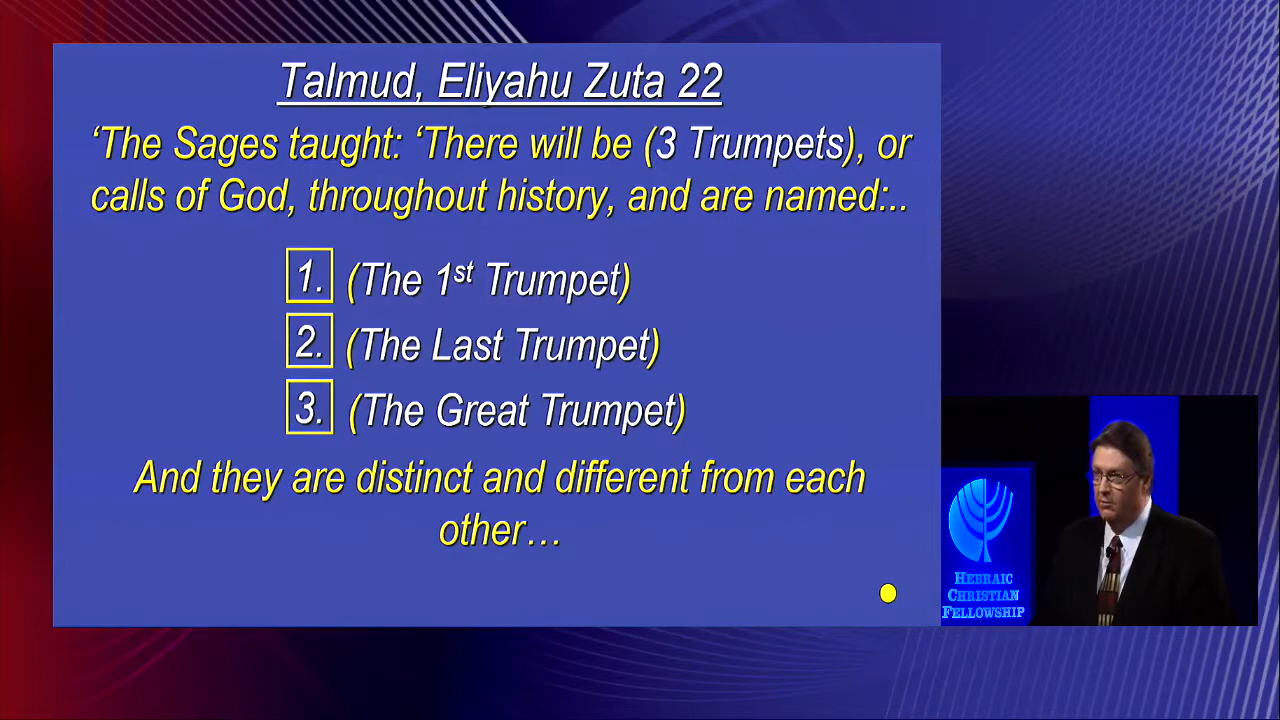 Talmud, Eliyahu Zuta 22
‘The Sages taught: ‘There will be (3 Trumpets), or
calls of God, throughout history, and are named:..
1. (The 1st Trumpet)
2. (The Last Trumpet)
3. (The Great Trumpet)
And they are distinct and different from each
other…
HEBRAIC
CHRISTIAN
FELLOWSHIP